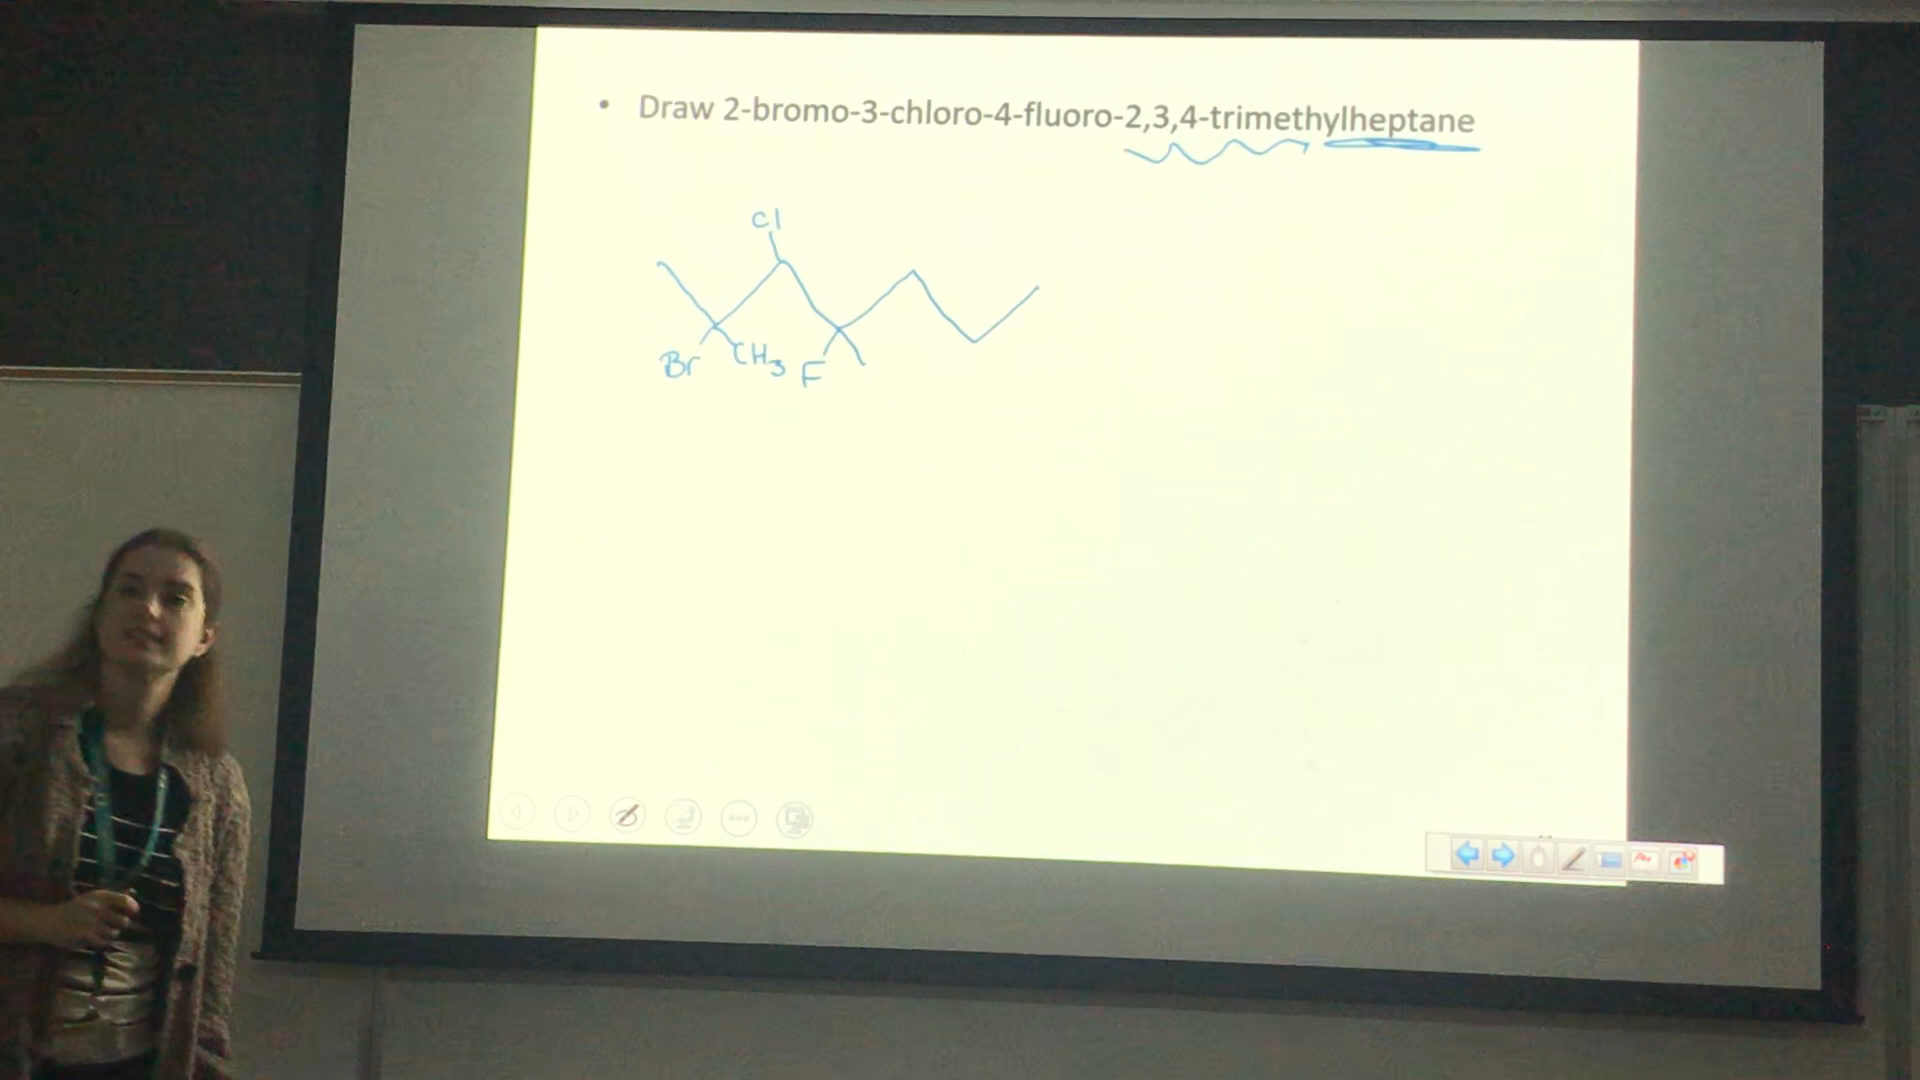 • Draw 2-bromo-3-chloro-4-fluoro-2,3,4-trimethylheptane
Cl
Br CH3 F